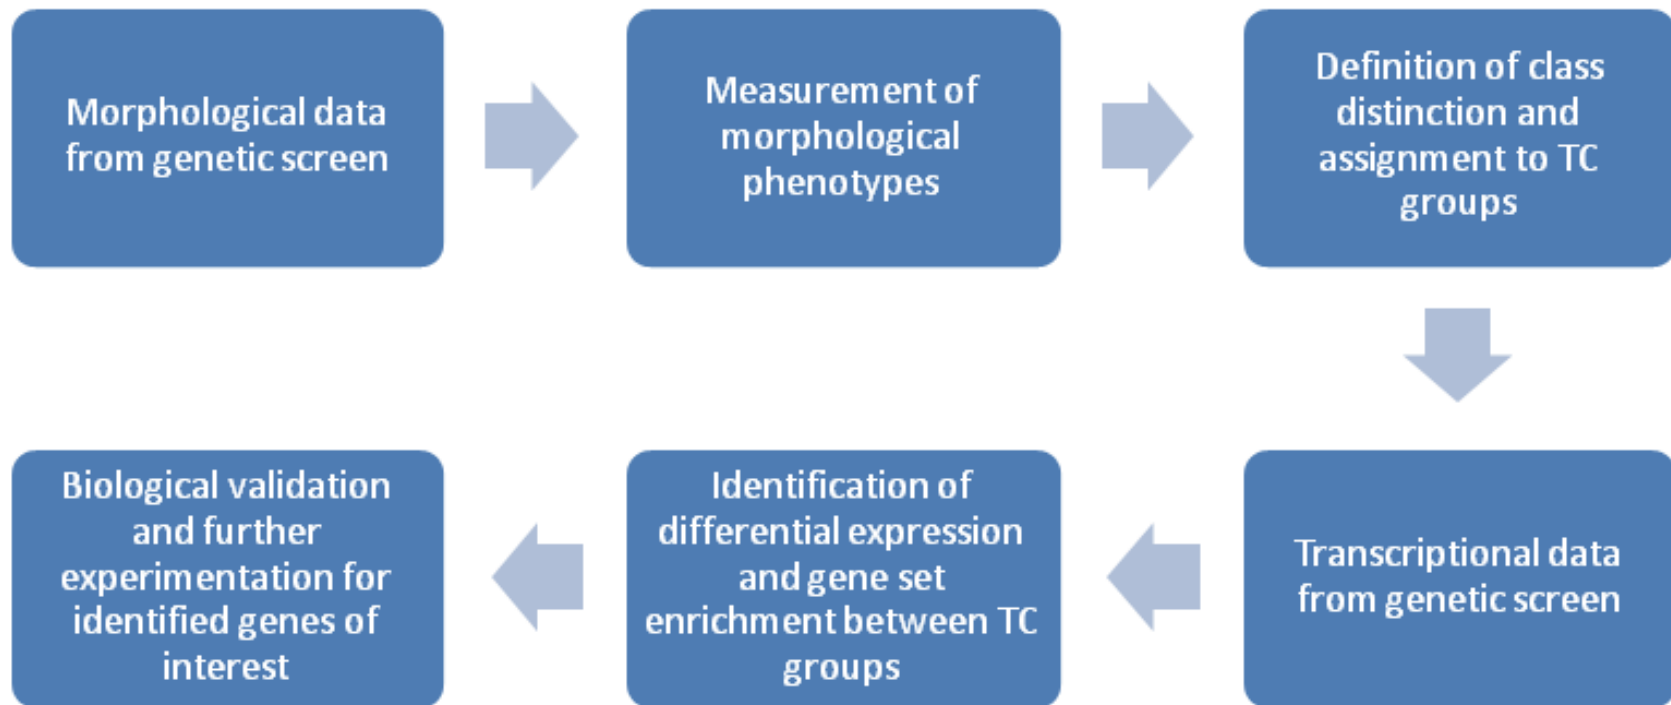 Morphological data
from genetic screen
Measurement of
morphological
phenotypes
Definition of class
distinction and
assignment to TC
groups
Transcriptional data
from genetic screen
Identification of
differential expression
and gene set
enrichment between TC
groups
Biological validation
and further
experimentation for
identified genes of
interest